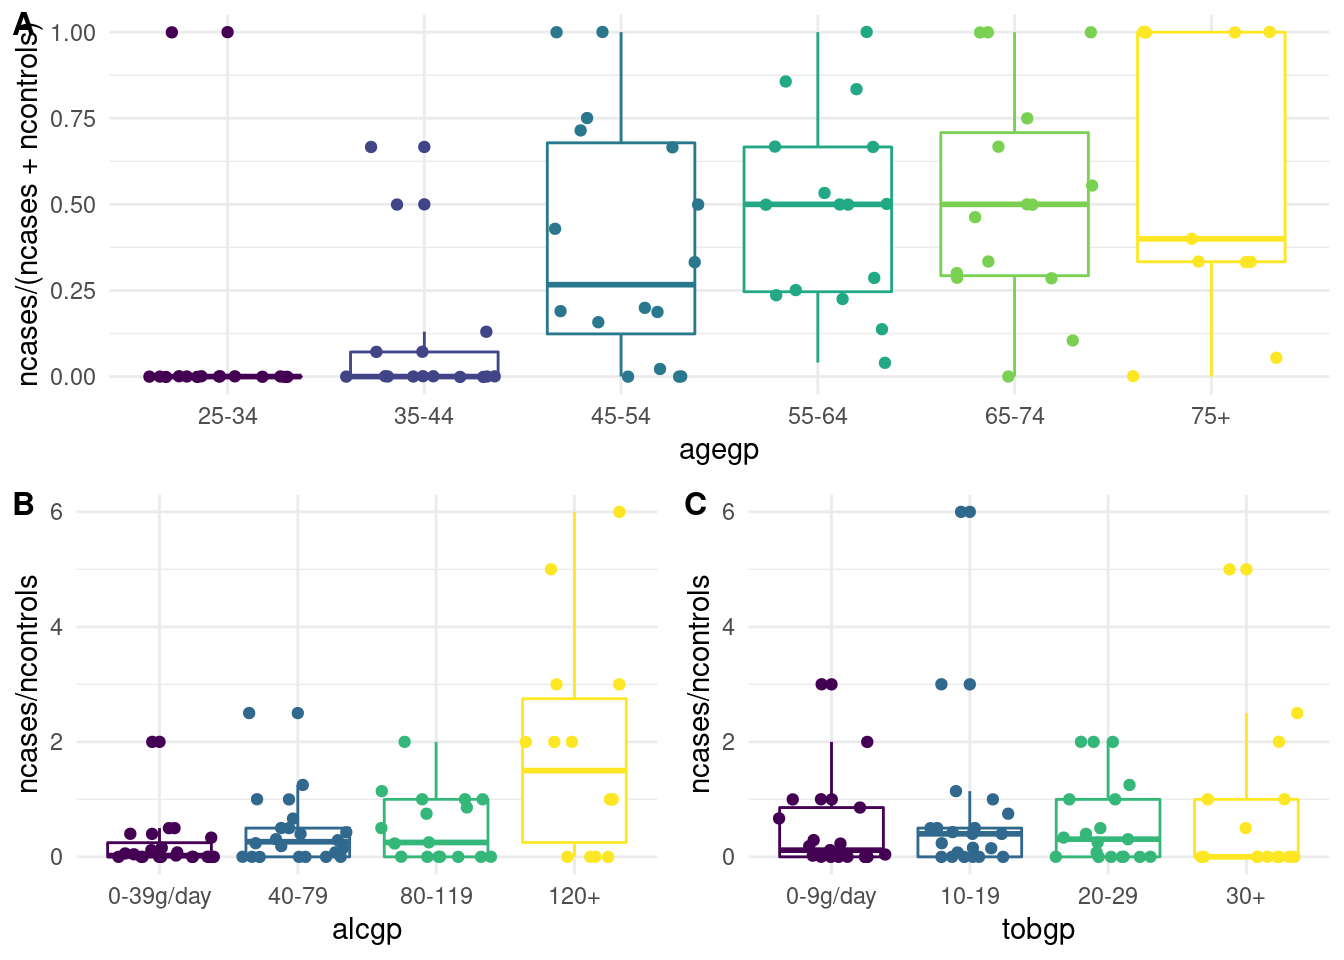 A
ncases/(ncases + ncontrols)
1.00
0.75
0.50
0.25
0.00
25-34 35-44 45-54 55-64 65-74 75+
agegp
B
ncases/ncontrols
6
4
2
0
0-39g/day 40-79 80-119 120+
alcgp
C
ncases/ncontrols
6
4
2
0
0-9g/day 10-19 20-29 30+
tobgp